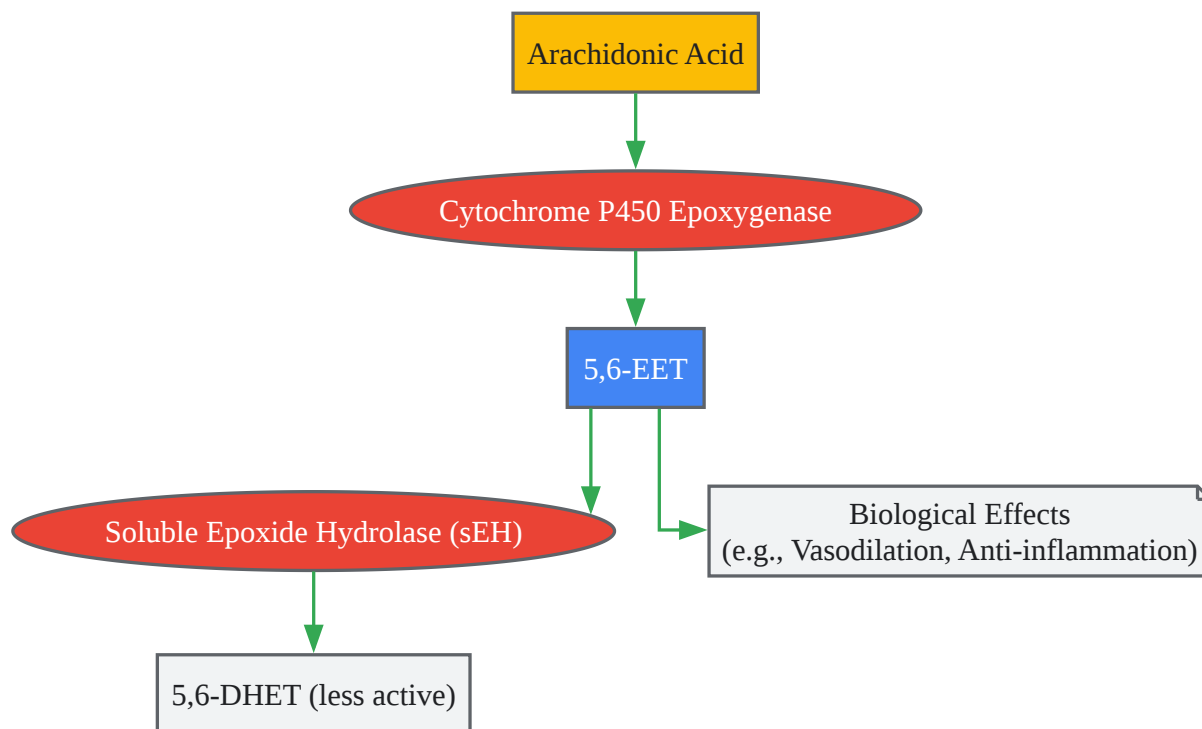 Arachidonic Acid
Cytochrome P450 Epoxygenase
5,6-EET
Soluble Epoxide Hydrolase (sEH)
Biological Effects
(e.g., Vasodilation, Anti-inflammation)
5,6-DHET (less active)